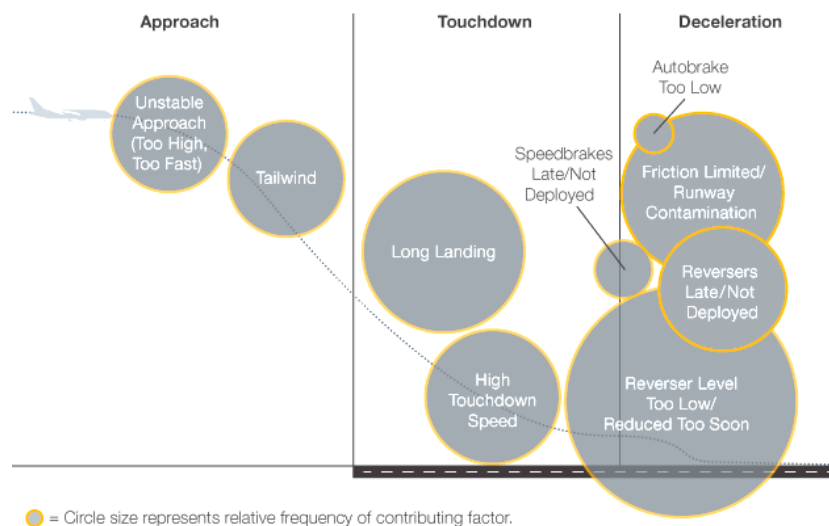 Approach
Touchdown
Deceleration
Unstable
Approach
(Too High,
Too Fast)
Tailwind
Long Landing
High
Touchdown
Speed
Speedbrakes
Late/Not
Deployed
Autobrake
Too Low
Friction Limited/
Runway
Contamination
Reversers
Late/Not
Deployed
Reverser Level
Too Low/
Reduced Too Soon
= Circle size represents relative frequency of contributing factor.